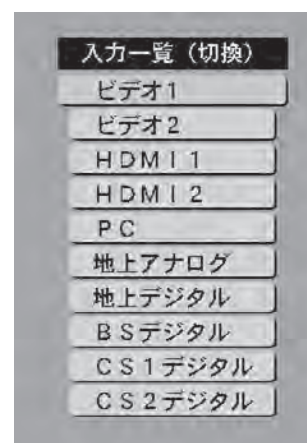 入力一覧（切換）
ビデオ1
ビデオ2
HDMI1
HDMI2
PC
地上アナログ
地上デジタル
BSデジタル
CS1デジタル
CS2デジタル